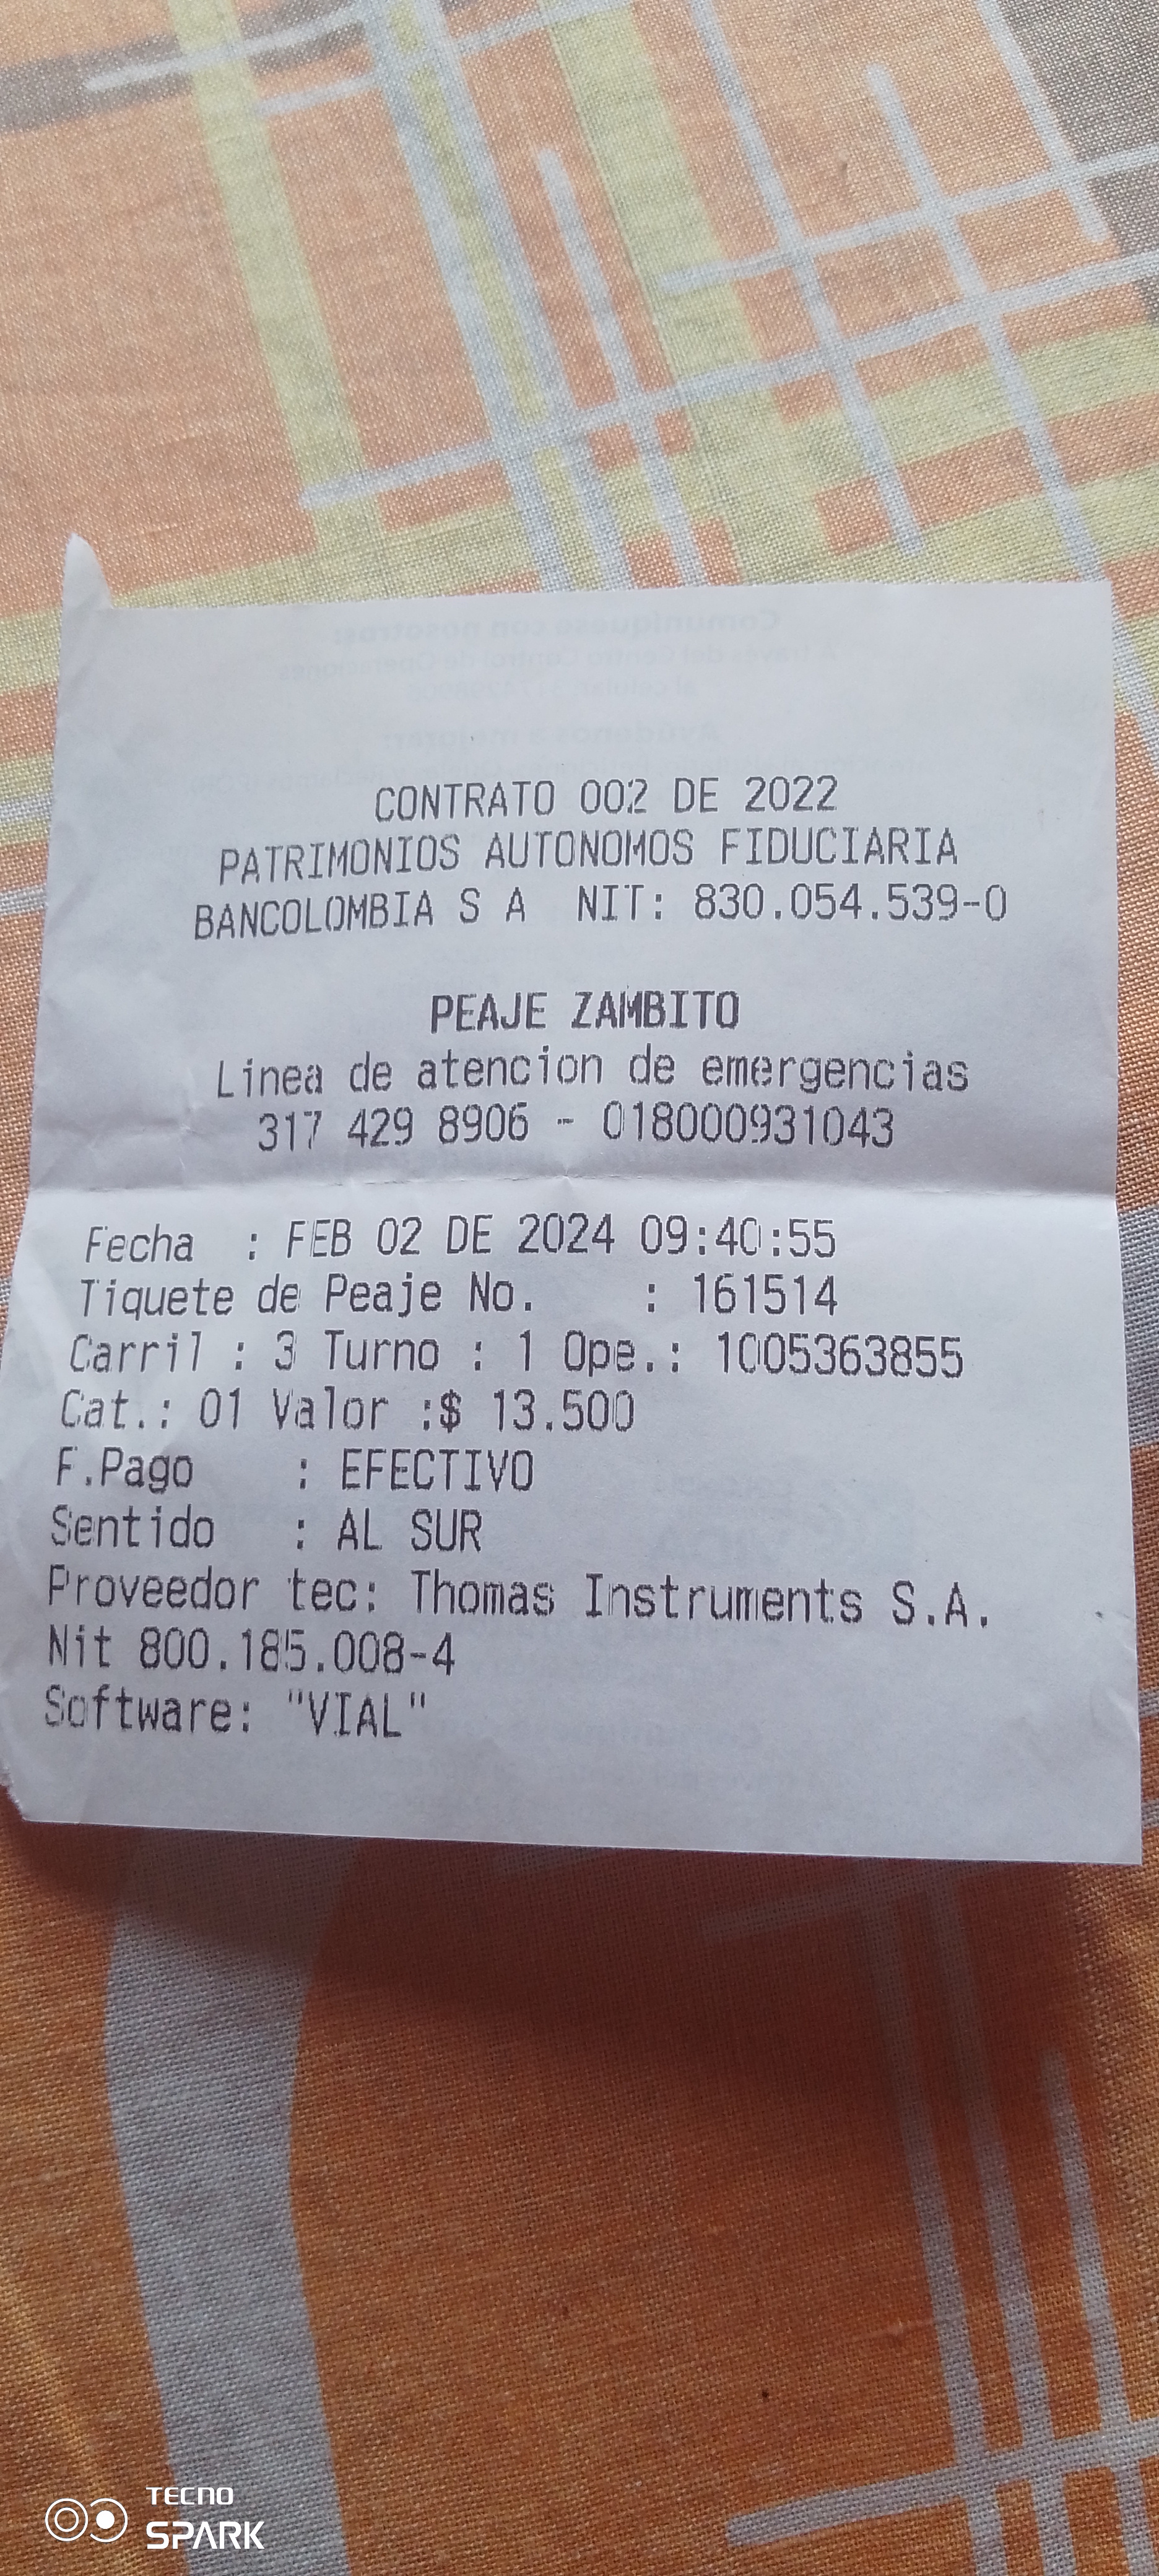 CONTRATO 002 DE 2022
PATRIMONIOS AUTONOMOS FIDUCIARIA
BANCOLOMBIA S A NIT: 830.054.539-0
PEAJE ZAMBITO
Linea de atencion de emergencias
317 429 8906 - 018000931043
Fecha : FEB 02 DE 2024 09:40:55
Tiquete de Peaje No. : 161514
Carril : 3 Turno : 1 Ope.: 1005363855
Cat.: 01 Valor :$ 13.500
F.Pago : EFECTIVO
Sentido : AL SUR
Proveedor tec: Thomas Instruments S.A.
Nit 800.185.008-4
Software: "VIAL"
TECNO
SPARK